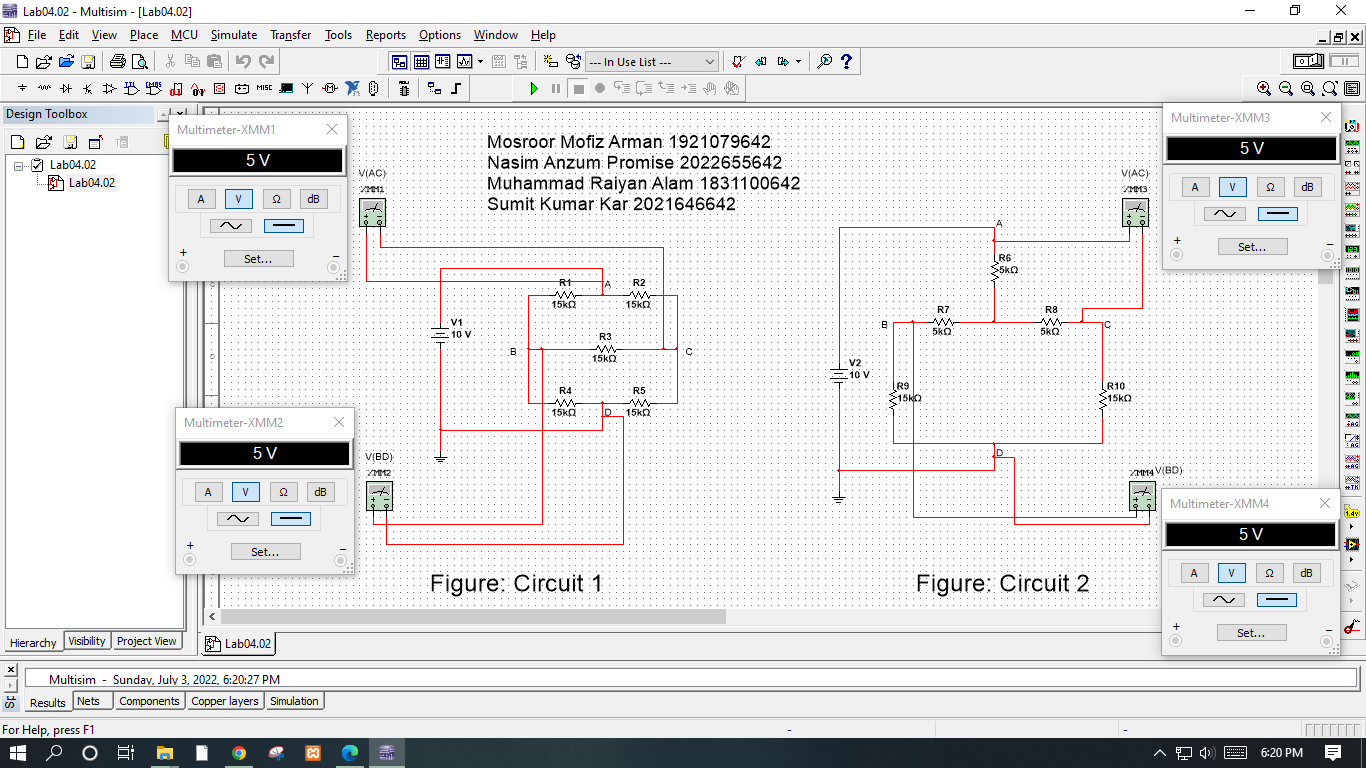 Lab04.02 - Multisim - [Lab04.02]
File Edit View Place MCU Simulate Transfer Tools Reports Options Window Help
--- In Use List ---
MISC
Design Toolbox
Lab04.02
Lab04.02
Multimeter-XMM1
5 V
A V Ω dB
+ Set... −
Multimeter-XMM2
5 V
A V Ω dB
+ Set... −
Mosroor Mofiz Arman 1921079642
Nasim Anzum Promise 2022655642
Muhammad Raiyan Alam 1831100642
Sumit Kumar Kar 2021646642
V(AC)
XMM1
A
R1 R2
15kΩ 15kΩ
V1
10 V
R3
B C
15kΩ
R4 R5
D
15kΩ 15kΩ
V(BD)
XMM2
Figure: Circuit 1
V(AC)
XMM3
A
R6
5kΩ
R7 R8
B C
5kΩ 5kΩ
V2
10 V
R9 R10
15kΩ 15kΩ
D
XMM4 V(BD)
Figure: Circuit 2
Multimeter-XMM3
5 V
A V Ω dB
+ Set... −
Multimeter-XMM4
5 V
A V Ω dB
+ Set... −
Hierarchy Visibility Project View
Lab04.02
Multisim - Sunday, July 3, 2022, 6:20:27 PM
Results Nets Components Copper layers Simulation
For Help, press F1 - -
6:20 PM